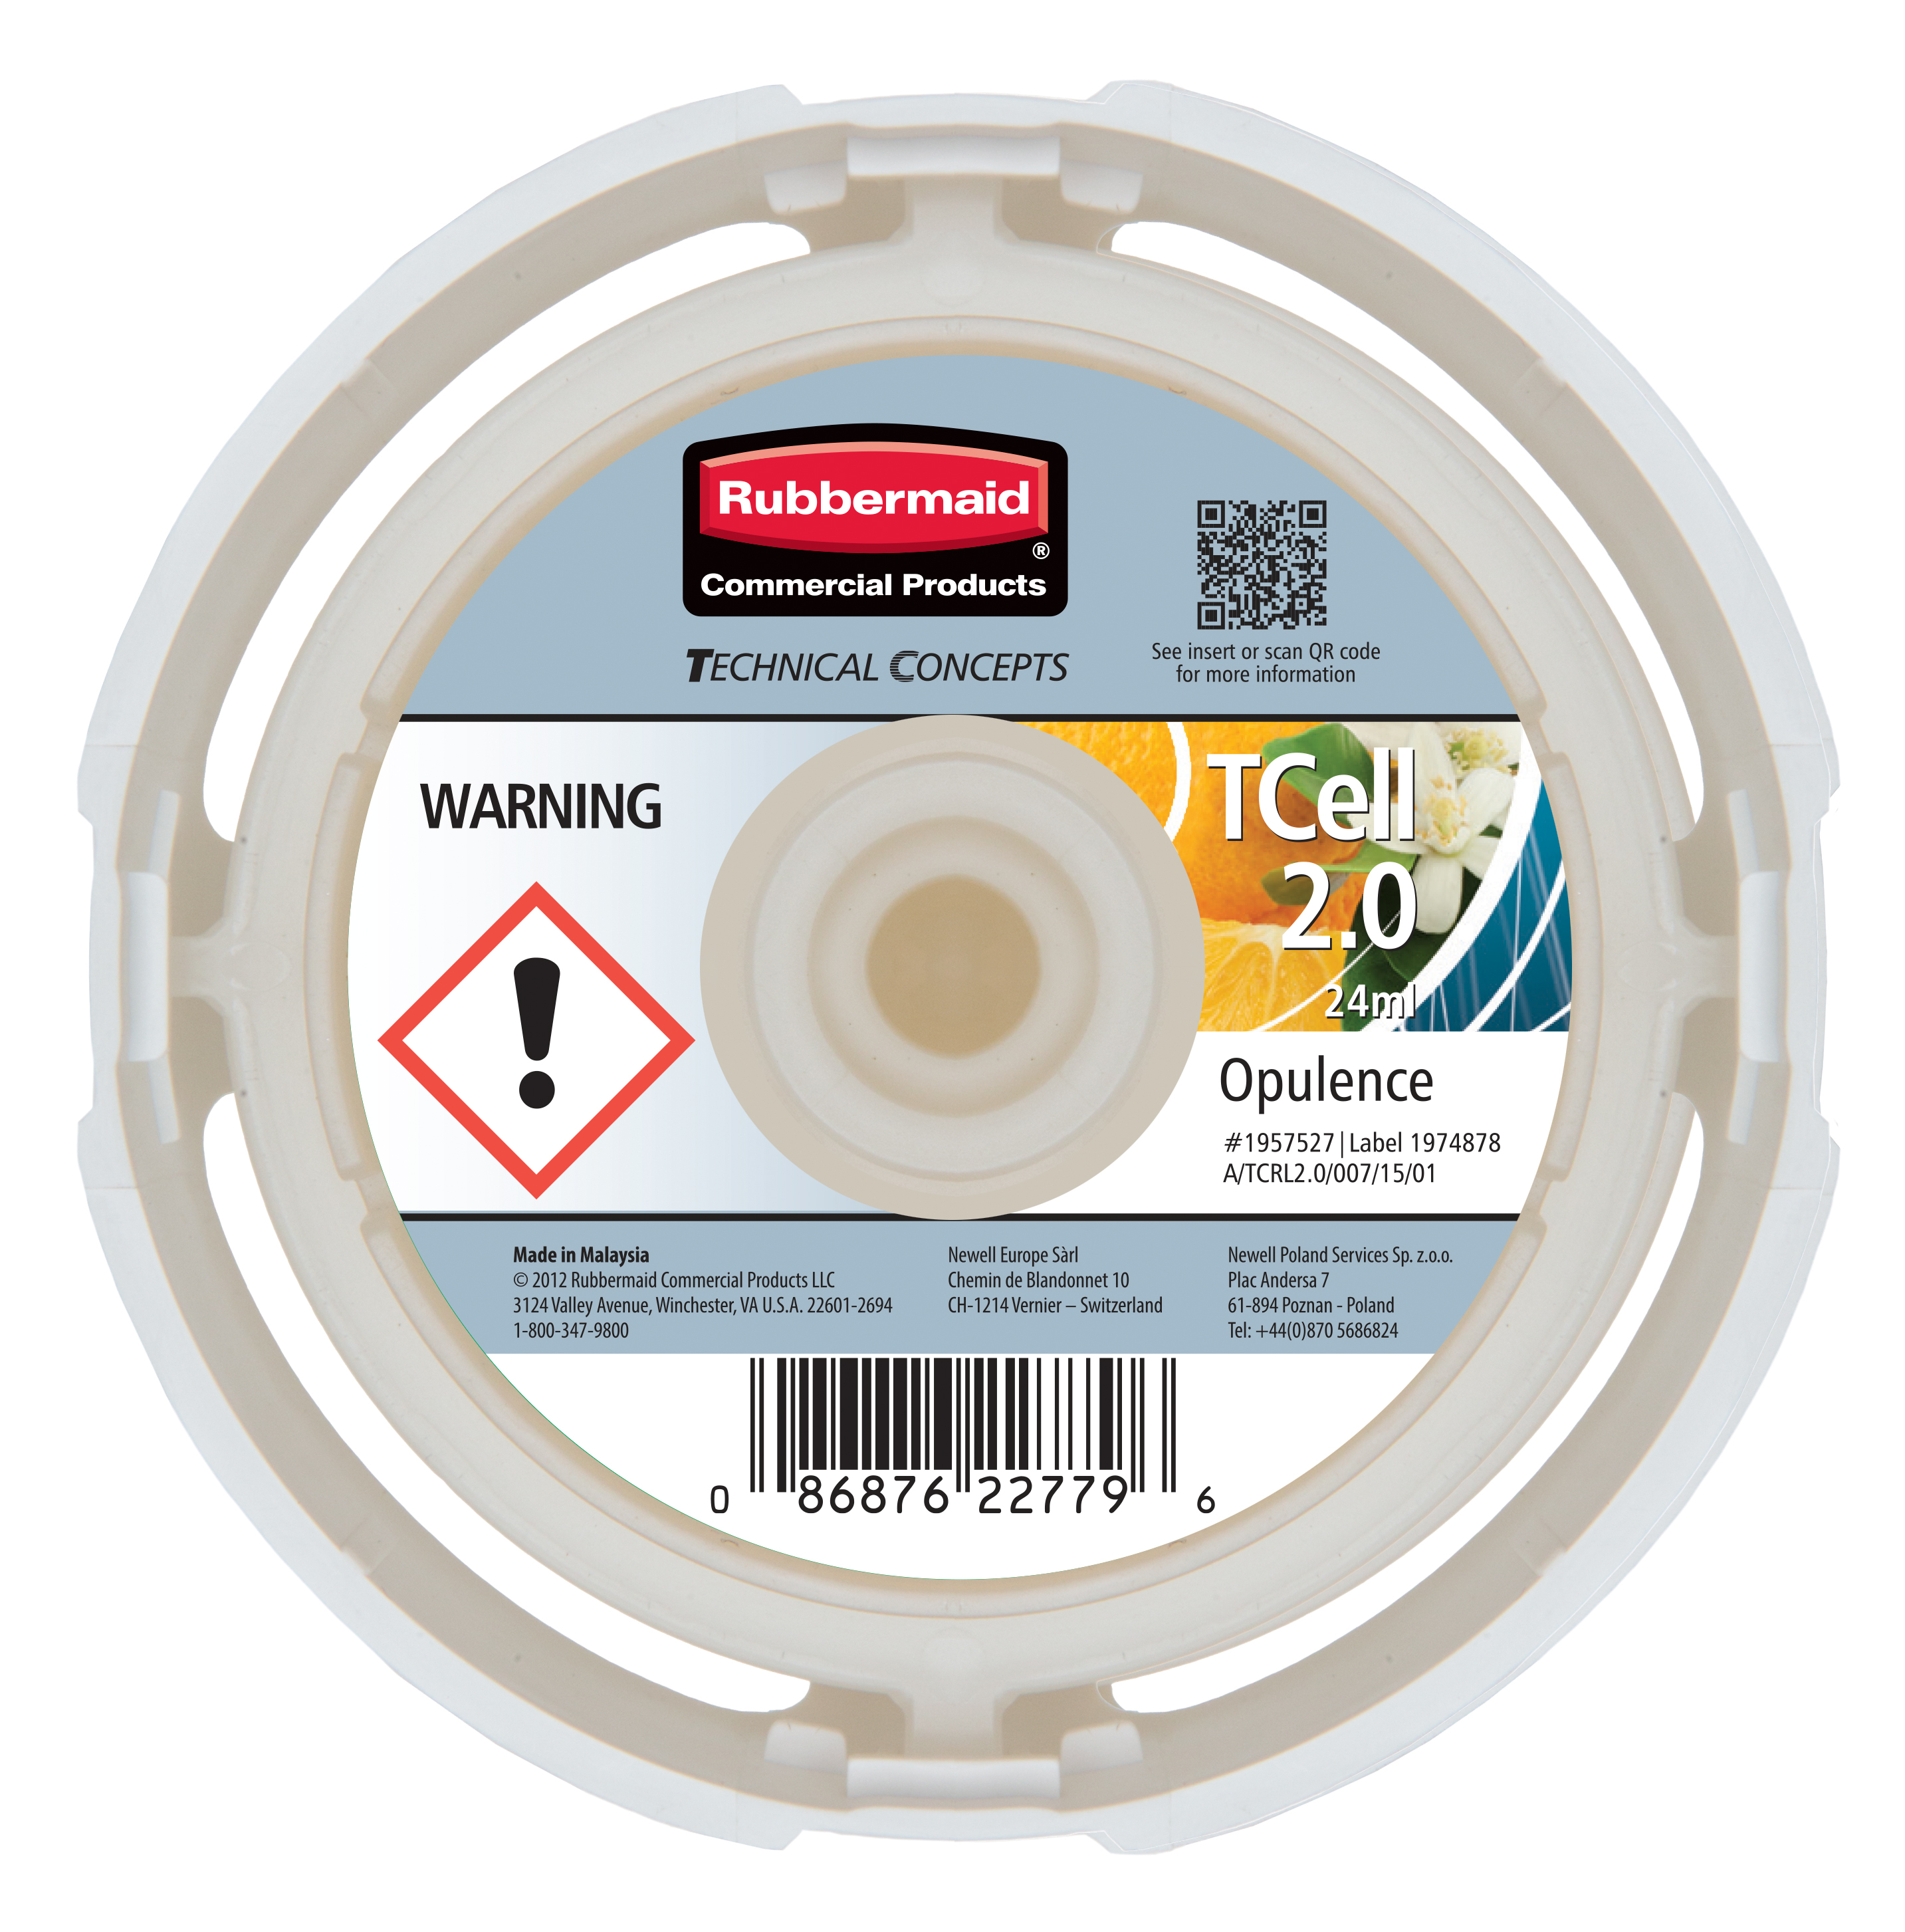 Rubbermaid
®
Commercial Products
TECHNICAL CONCEPTS
See insert or scan QR code
for more information
WARNING
TCell
2.0
24ml
Opulence
#1957527|Label 1974878
A/TCRL2.0/007/15/01
Made in Malaysia
© 2012 Rubbermaid Commercial Products LLC
3124 Valley Avenue, Winchester, VA U.S.A. 22601-2694
1-800-347-9800
Newell Europe Sàrl
Chemin de Blandonnet 10
CH-1214 Vernier – Switzerland
Newell Poland Services Sp. z.o.o.
Plac Andersa 7
61-894 Poznan - Poland
Tel: +44(0)870 5686824
0 86876 22779 6